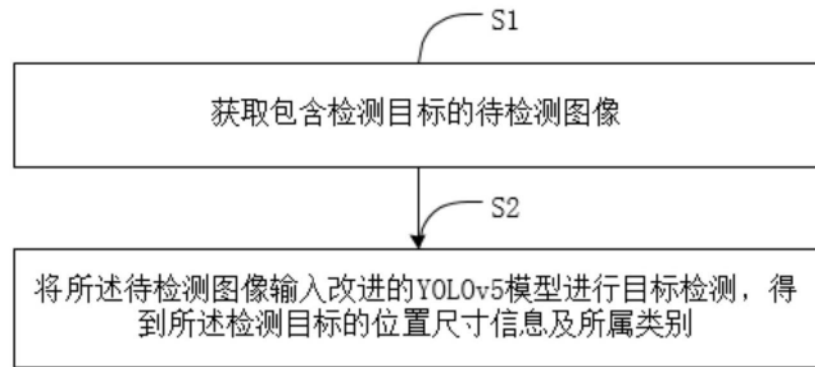 S1
获取包含检测目标的待检测图像
S2
将所述待检测图像输入改进的YOLOv5模型进行目标检测，得
到所述检测目标的位置尺寸信息及所属类别